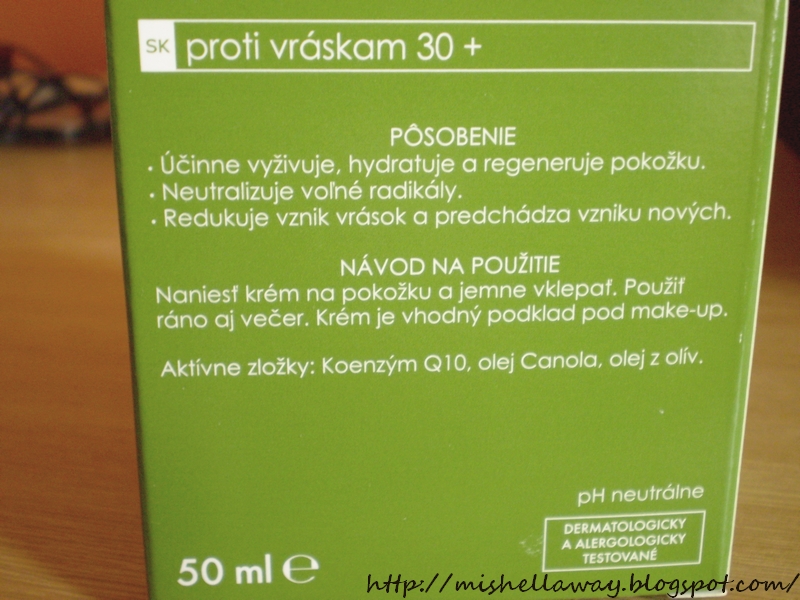 SK proti vráskam 30 +
PÔSOBENIE
· Účinne vyživuje, hydratuje a regeneruje pokožku.
· Neutralizuje voľné radikály.
· Redukuje vznik vrások a predchádza vzniku nových.
NÁVOD NA POUŽITIE
Naniesť krém na pokožku a jemne vklepať. Použiť
ráno aj večer. Krém je vhodný podklad pod make-up.
Aktívne zložky: Koenzým Q10, olej Canola, olej z olív.
pH neutrálne
DERMATOLOGICKY
A ALERGOLOGICKY
TESTOVANÉ
50 ml ℮
http://mishellaway.blogspot.com/